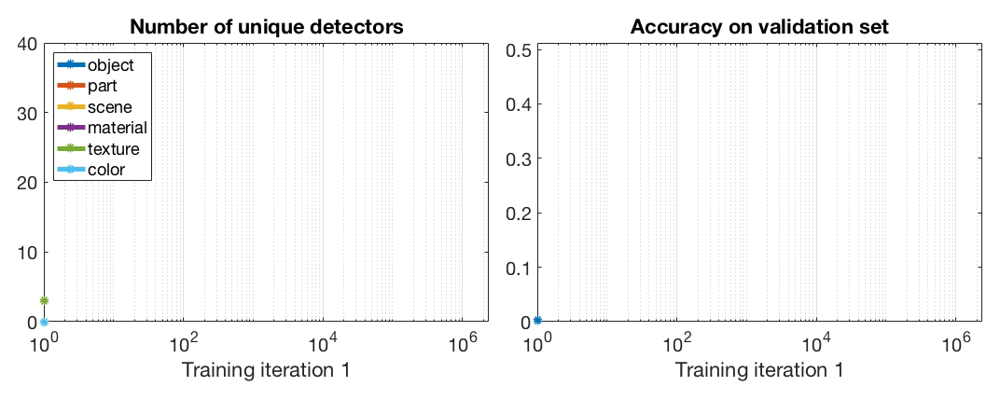 Number of unique detectors
40
30
20
10
0
object
part
scene
material
texture
color
10^0
10^2
10^4
10^6
Training iteration 1
Accuracy on validation set
0.5
0.4
0.3
0.2
0.1
0
10^0
10^2
10^4
10^6
Training iteration 1